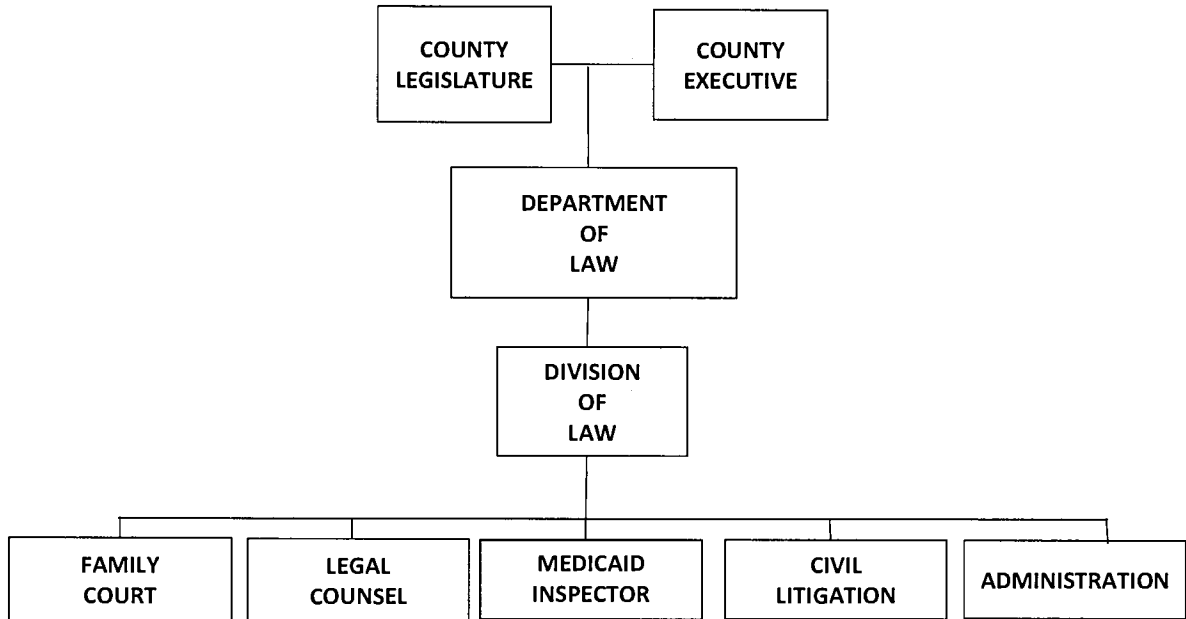 COUNTY
LEGISLATURE
COUNTY
EXECUTIVE
DEPARTMENT
OF
LAW
DIVISION
OF
LAW
FAMILY
COURT
LEGAL
COUNSEL
MEDICAID
INSPECTOR
CIVIL
LITIGATION
ADMINISTRATION